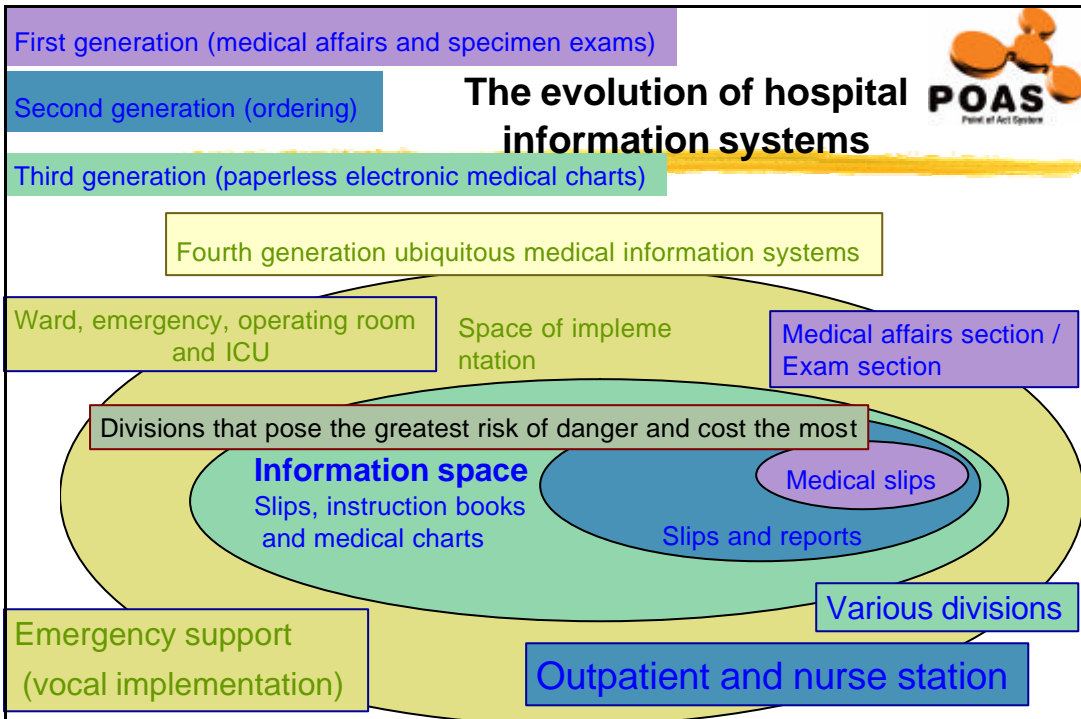 First generation (medical affairs and specimen exams)
Second generation (ordering)
The evolution of hospital
information systems
POAS
Point of Act System
Third generation (paperless electronic medical charts)
Fourth generation ubiquitous medical information systems
Ward, emergency, operating room
and ICU
Space of impleme
ntation
Medical affairs section /
Exam section
Divisions that pose the greatest risk of danger and cost the most
Information space
Slips, instruction books
and medical charts
Medical slips
Slips and reports
Various divisions
Emergency support
(vocal implementation)
Outpatient and nurse station